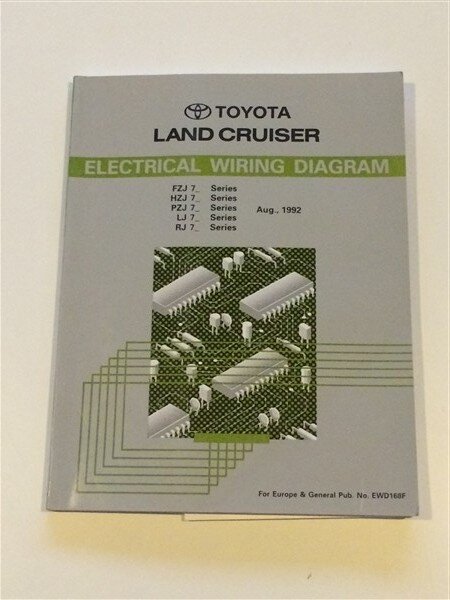 TOYOTA
LAND CRUISER
ELECTRICAL WIRING DIAGRAM
FZJ 7_ Series
HZJ 7_ Series
PZJ 7_ Series Aug., 1992
LJ 7_ Series
RJ 7_ Series
For Europe & General Pub. No. EWD168F